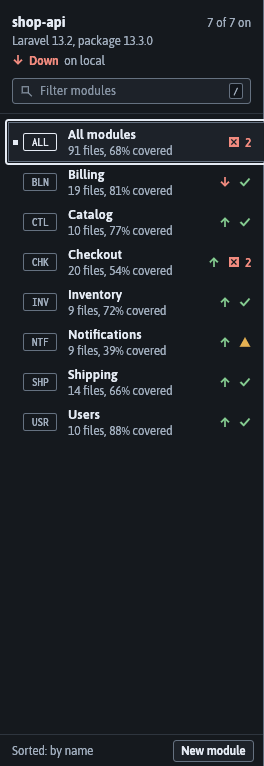 shop-api
7 of 7 on
Laravel 13.2, package 13.3.0
Down on local
Filter modules /
ALL All modules 2
91 files, 68% covered
BLN Billing
19 files, 81% covered
CTL Catalog
10 files, 77% covered
CHK Checkout 2
20 files, 54% covered
INV Inventory
9 files, 72% covered
NTF Notifications
9 files, 39% covered
SHP Shipping
14 files, 66% covered
USR Users
10 files, 88% covered
Sorted: by name
New module